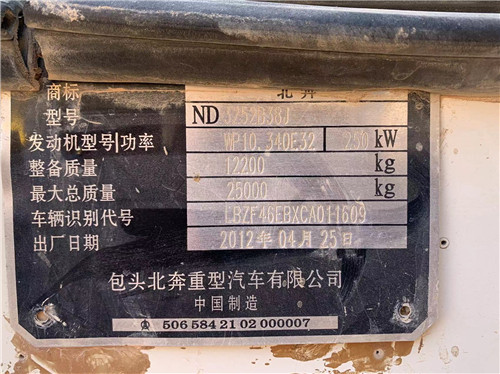 商标 北奔
型号 ND 3252D38J
发动机型号|功率 WP10.340E32 250 kW
整备质量 12200 kg
最大总质量 25000 kg
车辆识别代号 LBZF46EBXCA011609
出厂日期 2012年 04月 25日
包头北奔重型汽车有限公司
中国制造
506 584 21 02 000007